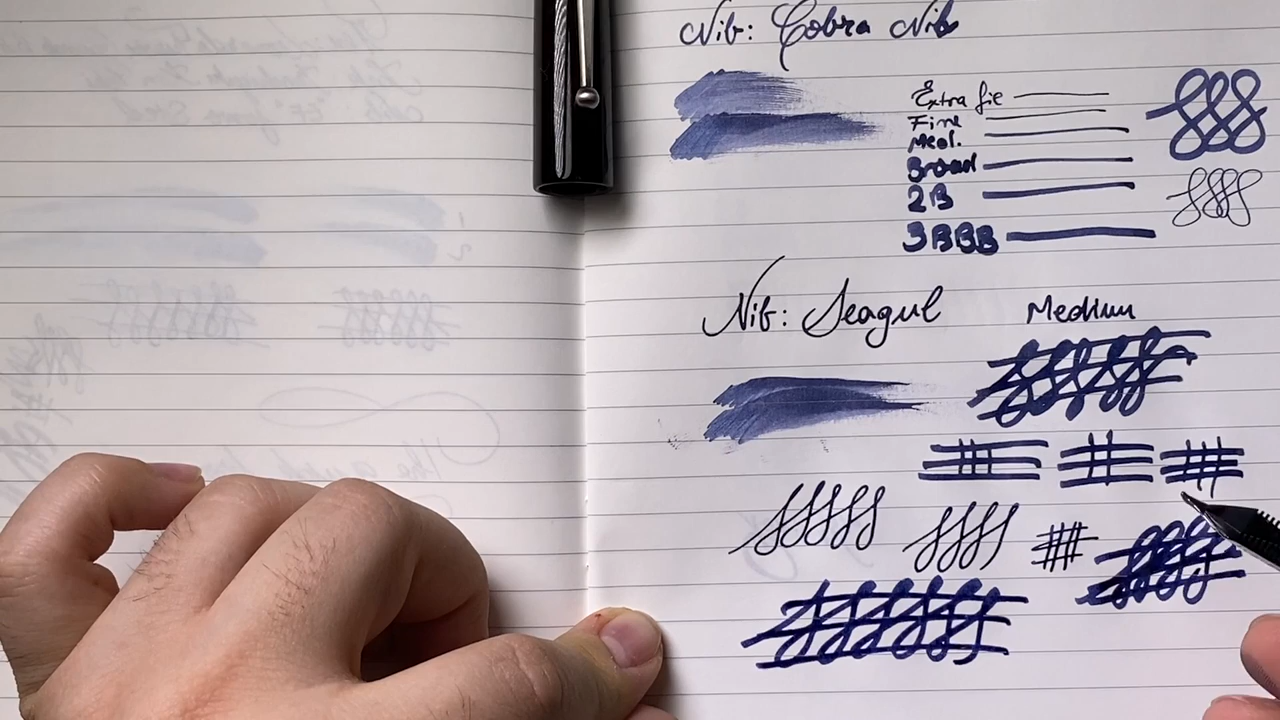 Nib: Cobra Nib
Extra fie
Fine
Med.
Broad
2B
3BBB
Nib: Seagul Medium